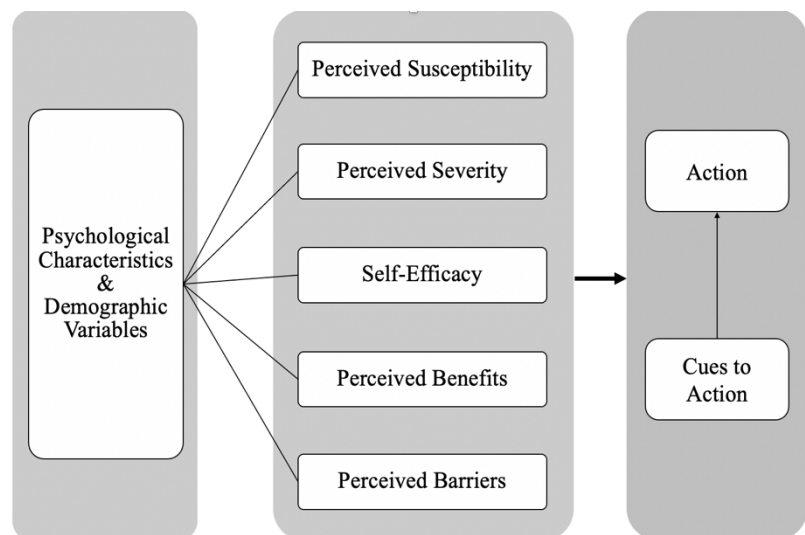 Psychological
Characteristics
&
Demographic
Variables
Perceived Susceptibility
Perceived Severity
Self-Efficacy
Perceived Benefits
Perceived Barriers
Action
Cues to
Action